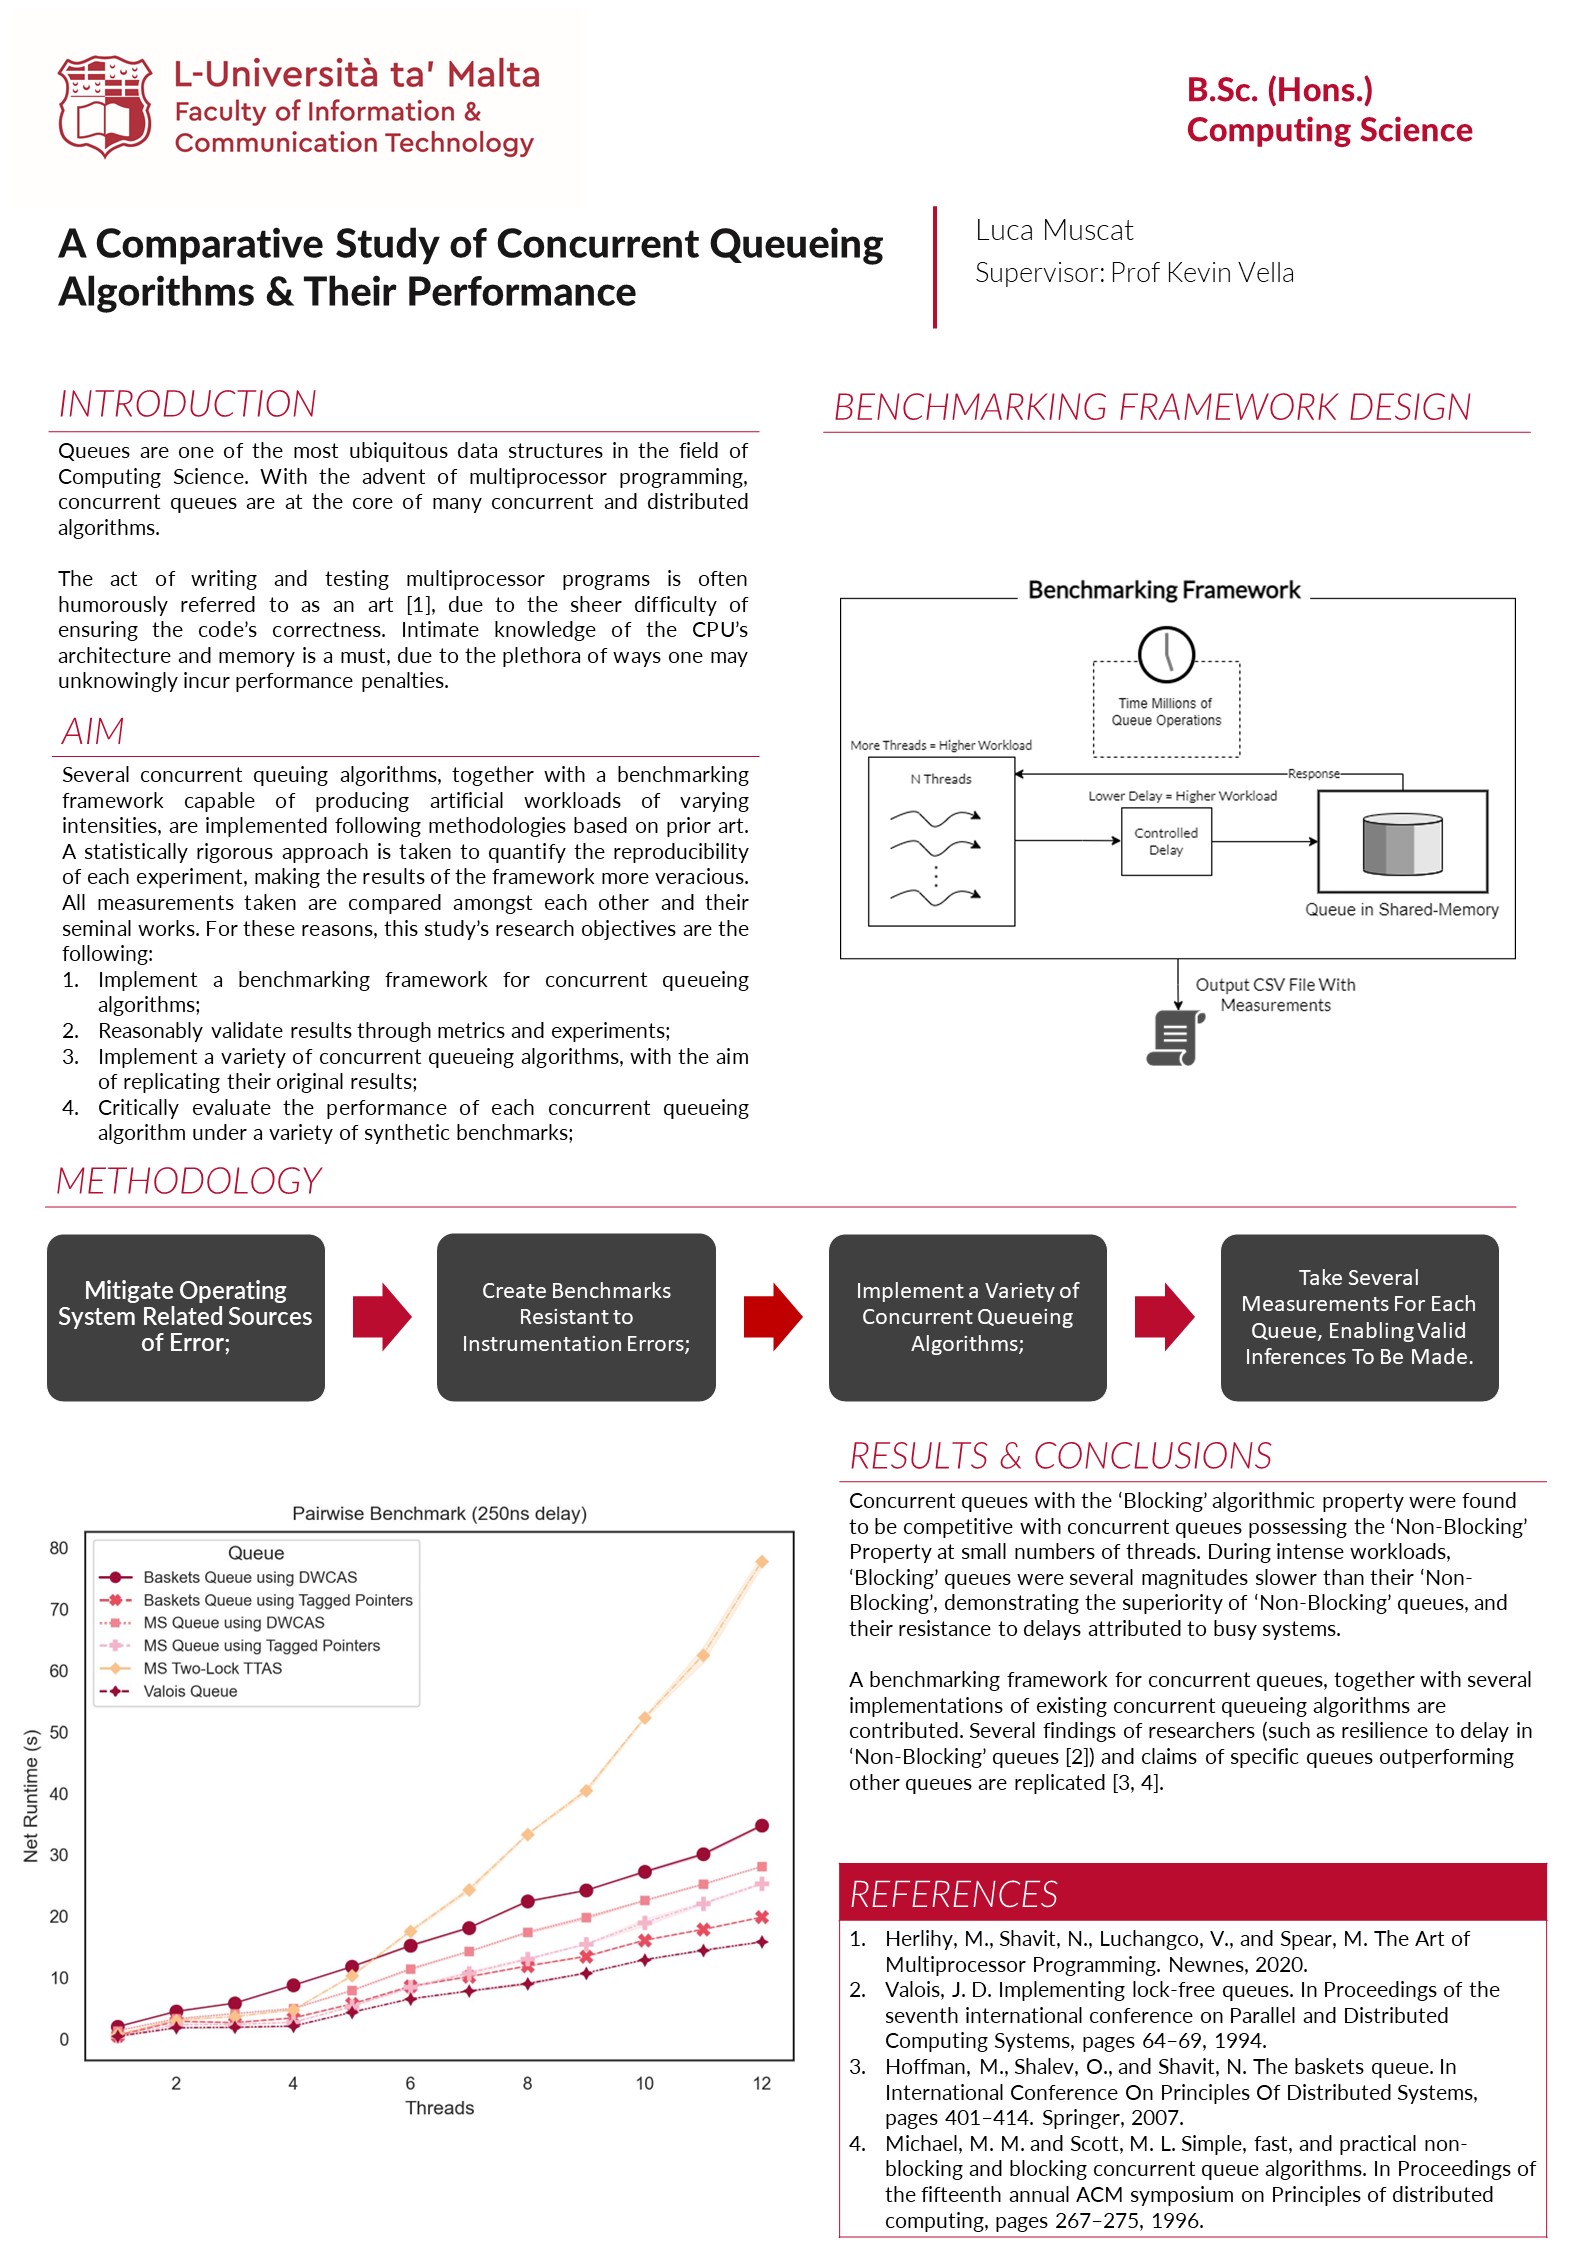 L-Università ta' Malta
Faculty of Information &
Communication Technology
B.Sc. (Hons.)
Computing Science
A Comparative Study of Concurrent Queueing
Algorithms & Their Performance
Luca Muscat
Supervisor: Prof Kevin Vella
INTRODUCTION
Queues are one of the most ubiquitous data structures in the field of
Computing Science. With the advent of multiprocessor programming,
concurrent queues are at the core of many concurrent and distributed
algorithms.
The act of writing and testing multiprocessor programs is often
humorously referred to as an art [1], due to the sheer difficulty of
ensuring the code's correctness. Intimate knowledge of the CPU's
architecture and memory is a must, due to the plethora of ways one may
unknowingly incur performance penalties.
AIM
Several concurrent queuing algorithms, together with a benchmarking
framework capable of producing artificial workloads of varying
intensities, are implemented following methodologies based on prior art.
A statistically rigorous approach is taken to quantify the reproducibility
of each experiment, making the results of the framework more veracious.
All measurements taken are compared amongst each other and their
seminal works. For these reasons, this study's research objectives are the
following:
1. Implement a benchmarking framework for concurrent queueing
algorithms;
2. Reasonably validate results through metrics and experiments;
3. Implement a variety of concurrent queueing algorithms, with the aim
of replicating their original results;
4. Critically evaluate the performance of each concurrent queueing
algorithm under a variety of synthetic benchmarks;
BENCHMARKING FRAMEWORK DESIGN
Benchmarking Framework
Time Millions of
Queue Operations
More Threads = Higher Workload
N Threads
Response
Lower Delay = Higher Workload
Controlled
Delay
Queue in Shared-Memory
Output CSV File With
Measurements
METHODOLOGY
Mitigate Operating
System Related Sources
of Error;
Create Benchmarks
Resistant to
Instrumentation Errors;
Implement a Variety of
Concurrent Queueing
Algorithms;
Take Several
Measurements For Each
Queue, Enabling Valid
Inferences To Be Made.
Pairwise Benchmark (250ns delay)
Queue
Baskets Queue using DWCAS
Baskets Queue using Tagged Pointers
MS Queue using DWCAS
MS Queue using Tagged Pointers
MS Two-Lock TTAS
Valois Queue
Net Runtime (s)
80
70
60
50
40
30
20
10
0
2 4 6 8 10 12
Threads
RESULTS & CONCLUSIONS
Concurrent queues with the 'Blocking' algorithmic property were found
to be competitive with concurrent queues possessing the 'Non-Blocking'
Property at small numbers of threads. During intense workloads,
'Blocking' queues were several magnitudes slower than their 'Non-
Blocking', demonstrating the superiority of 'Non-Blocking' queues, and
their resistance to delays attributed to busy systems.
A benchmarking framework for concurrent queues, together with several
implementations of existing concurrent queueing algorithms are
contributed. Several findings of researchers (such as resilience to delay in
'Non-Blocking' queues [2]) and claims of specific queues outperforming
other queues are replicated [3, 4].
REFERENCES
1. Herlihy, M., Shavit, N., Luchangco, V., and Spear, M. The Art of
Multiprocessor Programming. Newnes, 2020.
2. Valois, J. D. Implementing lock-free queues. In Proceedings of the
seventh international conference on Parallel and Distributed
Computing Systems, pages 64–69, 1994.
3. Hoffman, M., Shalev, O., and Shavit, N. The baskets queue. In
International Conference On Principles Of Distributed Systems,
pages 401–414. Springer, 2007.
4. Michael, M. M. and Scott, M. L. Simple, fast, and practical non-
blocking and blocking concurrent queue algorithms. In Proceedings of
the fifteenth annual ACM symposium on Principles of distributed
computing, pages 267–275, 1996.